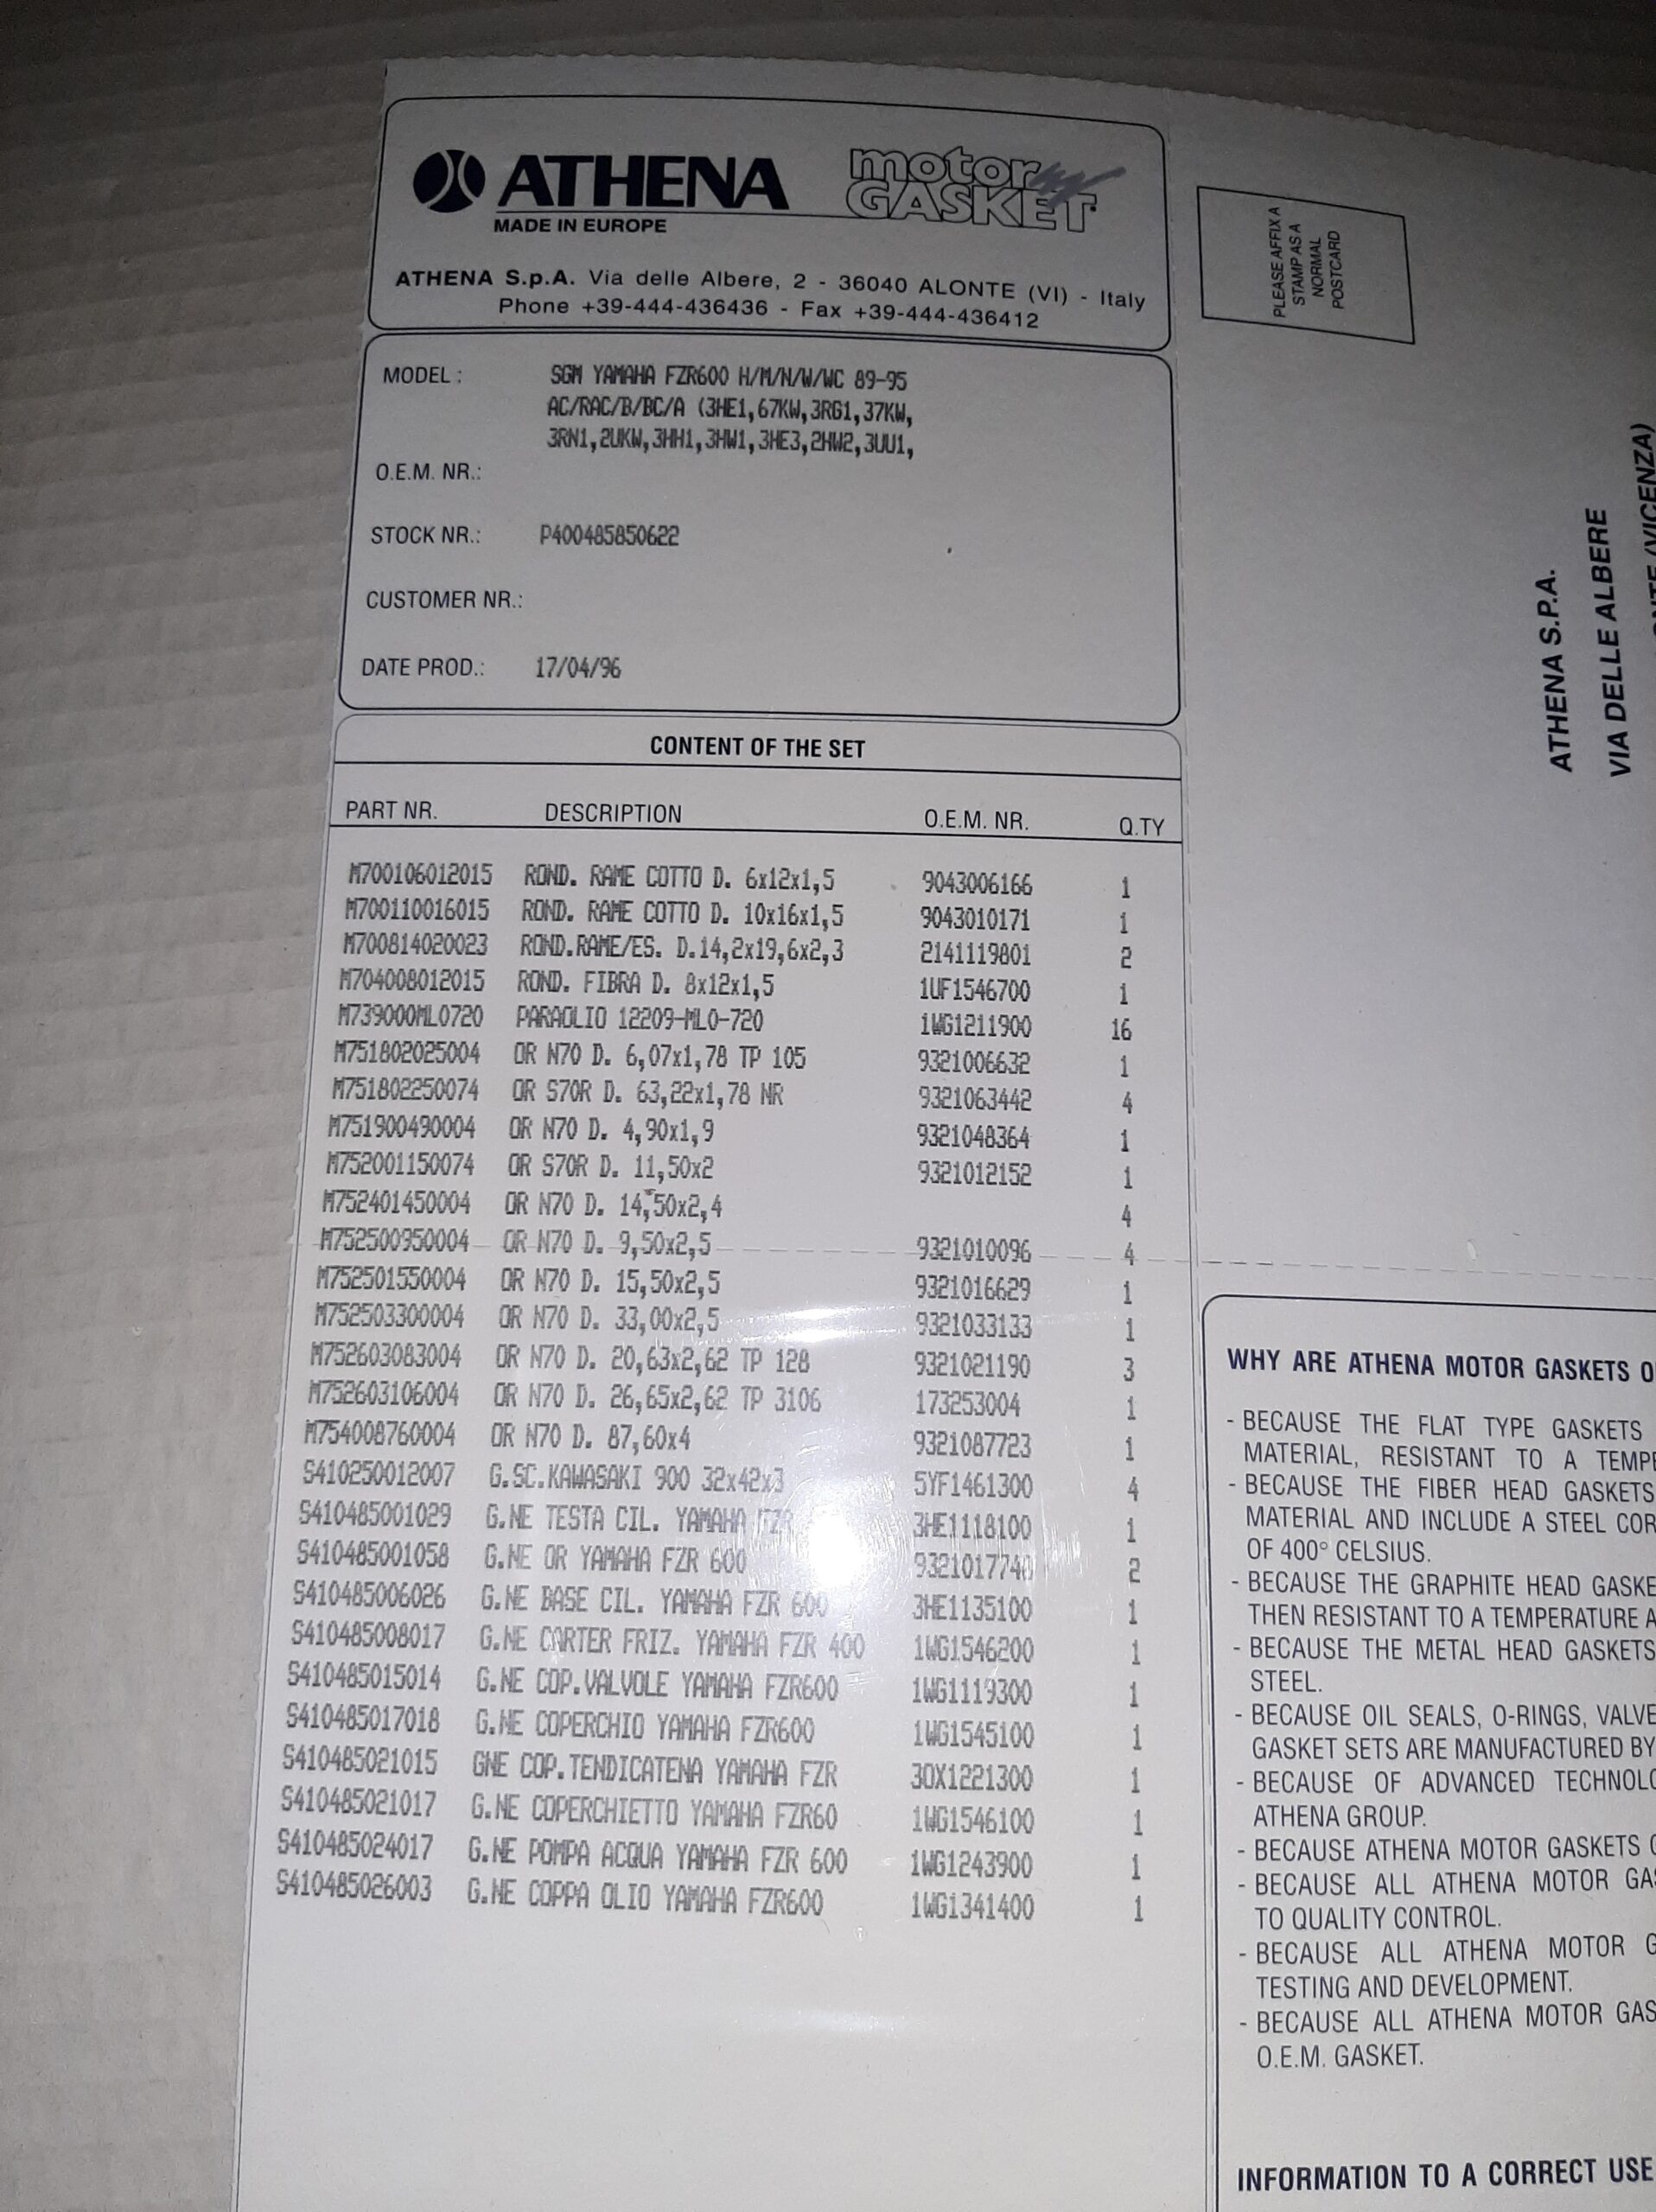 ATHENA
MADE IN EUROPE
motor
GASKET
ATHENA S.p.A. Via delle Albere, 2 - 36040 ALONTE (VI) - Italy
Phone +39-444-436436 - Fax +39-444-436412
MODEL : SGM YAMAHA FZR600 H/M/N/W/WC 89-95
AC/RAC/B/BC/A (3HE1,67KW,3RG1,37KW,
3RN1,2UKW,3HH1,3HW1,3HE3,2HW2,3UU1,
O.E.M. NR.:
STOCK NR.: P400485850622
CUSTOMER NR.:
DATE PROD.: 17/04/96
CONTENT OF THE SET
PART NR. DESCRIPTION O.E.M. NR. Q.TY
M700106012015 ROND. RAME COTTO D. 6x12x1,5 9043006166 1
M700110016015 ROND. RAME COTTO D. 10x16x1,5 9043010171 1
M700814020023 ROND.RAME/ES. D.14,2x19,6x2,3 2141119801 2
M704008012015 ROND. FIBRA D. 8x12x1,5 1UF1546700 1
M739000ML0720 PARAOLIO 12209-ML0-720 1WG1211900 16
M751802025004 OR N70 D. 6,07x1,78 TP 105 9321006632 1
M751802250074 OR S70R D. 63,22x1,78 NR 9321063442 4
M751900490004 OR N70 D. 4,90x1,9 9321048364 1
M752001150074 OR S70R D. 11,50x2 9321012152 1
M752401450004 OR N70 D. 14,50x2,4 4
M752500950004 OR N70 D. 9,50x2,5 9321010096 4
M752501550004 OR N70 D. 15,50x2,5 9321016629 1
M752503300004 OR N70 D. 33,00x2,5 9321033133 1
M752603083004 OR N70 D. 20,63x2,62 TP 128 9321021190 3
M752603106004 OR N70 D. 26,65x2,62 TP 3106 173253004 1
M754008760004 OR N70 D. 87,60x4 9321087723 1
S410250012007 G.SC.KAWASAKI 900 32x42x3 5YF1461300 4
S410485001029 G.NE TESTA CIL. YAMAHA FZR 3HE1118100 1
S410485001058 G.NE OR YAMAHA FZR 600 9321017740 2
S410485006026 G.NE BASE CIL. YAMAHA FZR 600 3HE1135100 1
S410485008017 G.NE CARTER FRIZ. YAMAHA FZR 400 1WG1546200 1
S410485015014 G.NE COP.VALVOLE YAMAHA FZR600 1WG1119300 1
S410485017018 G.NE COPERCHIO YAMAHA FZR600 1WG1545100 1
S410485021015 GNE COP.TENDICATENA YAMAHA FZR 30X1221300 1
S410485021017 G.NE COPERCHIETTO YAMAHA FZR60 1WG1546100 1
S410485024017 G.NE POMPA ACQUA YAMAHA FZR 600 1WG1243900 1
S410485026003 G.NE COPPA OLIO YAMAHA FZR600 1WG1341400 1
PLEASE AFFIX A
STAMP AS A
NORMAL
POSTCARD
ATHENA S.P.A.
VIA DELLE ALBERE
(VICENZA)
WHY ARE ATHENA MOTOR GASKETS
- BECAUSE THE FLAT TYPE GASKETS
MATERIAL, RESISTANT TO A
- BECAUSE THE FIBER HEAD GASKETS
MATERIAL AND INCLUDE A STEEL
OF 400° CELSIUS.
- BECAUSE THE GRAPHITE HEAD
THEN RESISTANT TO A TEMPERATURE
- BECAUSE THE METAL HEAD GASKETS
STEEL.
- BECAUSE OIL SEALS, O-RINGS,
GASKET SETS ARE MANUFACTURED BY
- BECAUSE OF ADVANCED
ATHENA GROUP.
- BECAUSE ATHENA MOTOR GASKETS
- BECAUSE ALL ATHENA MOTOR
TO QUALITY CONTROL.
- BECAUSE ALL ATHENA MOTOR
TESTING AND DEVELOPMENT.
- BECAUSE ALL ATHENA MOTOR
O.E.M. GASKET.
INFORMATION TO A CORRECT USE